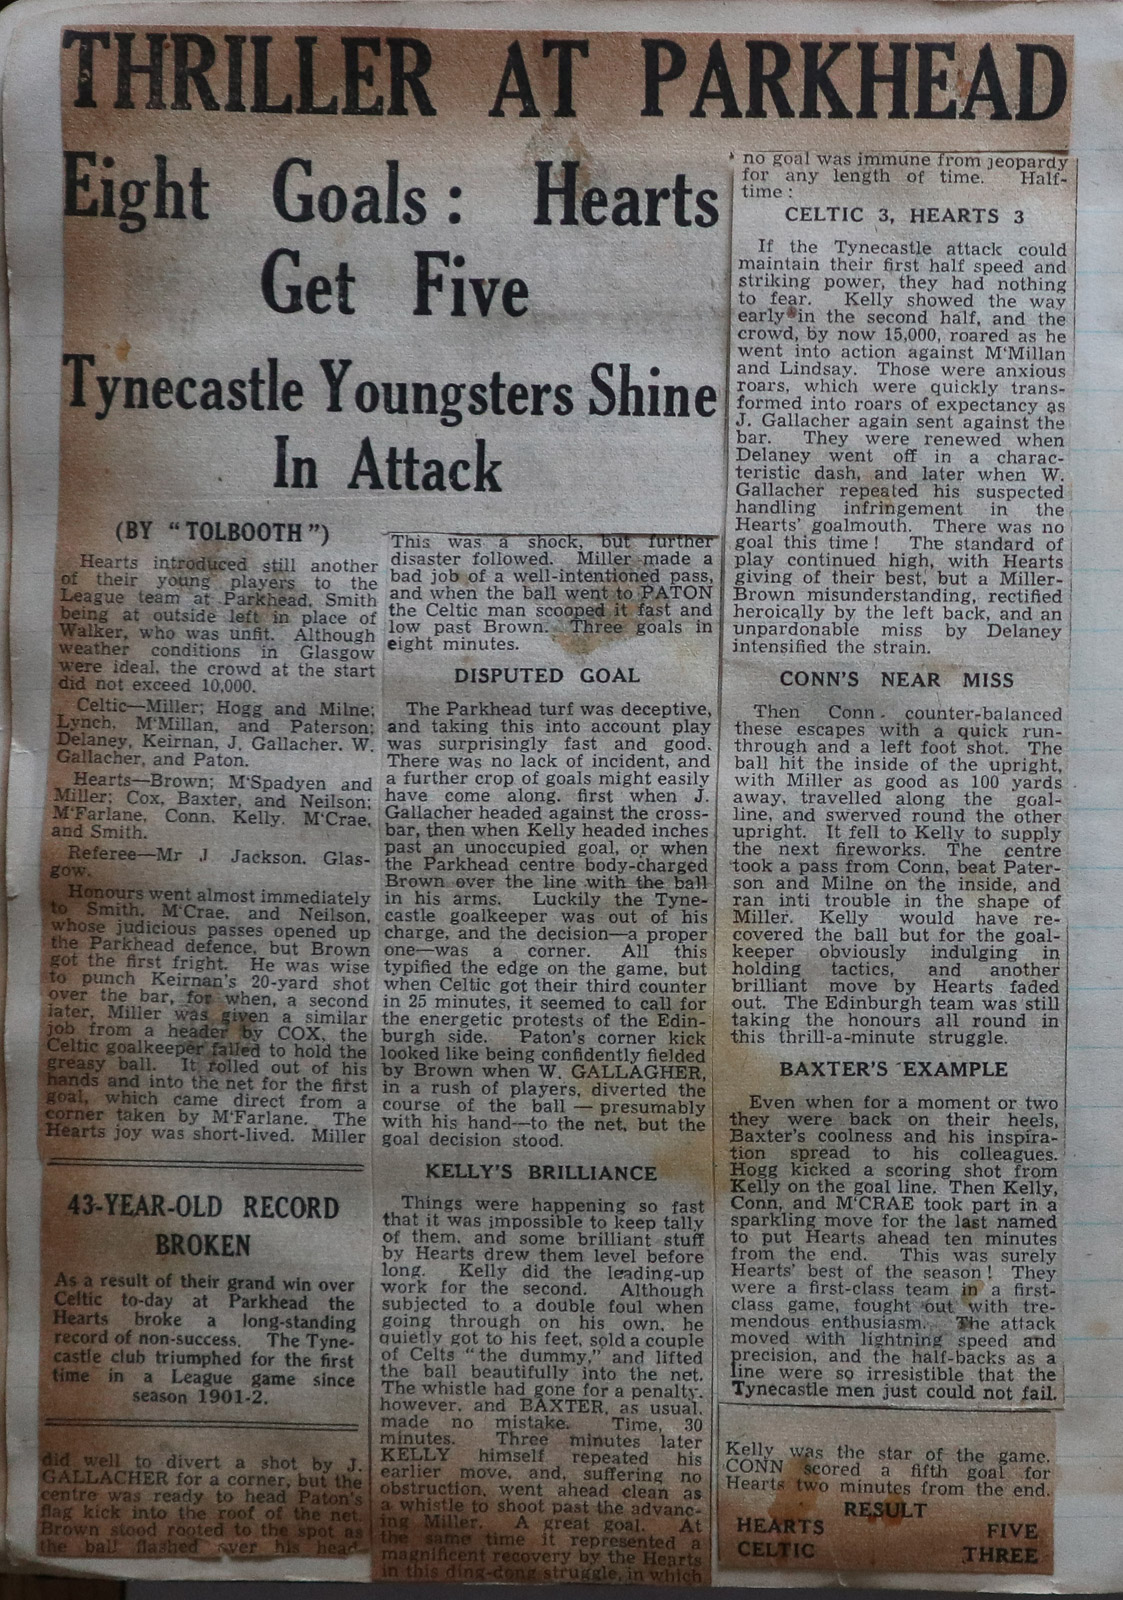 THRILLER AT PARKHEAD
Eight Goals: Hearts
Get Five
Tynecastle Youngsters Shine
In Attack
(BY "TOLBOOTH")
Hearts introduced still another
of their young players to the
League team at Parkhead, Smith
being at outside left in place of
Walker, who was unfit. Although
weather conditions in Glasgow
were ideal, the crowd at the start
did not exceed 10,000.
Celtic—Miller; Hogg and Milne;
Lynch, M'Millan, and Paterson;
Delaney, Keirnan, J. Gallacher, W.
Gallacher, and Paton.
Hearts—Brown; M'Spadyen and
Miller; Cox, Baxter, and Neilson;
M'Farlane, Conn, Kelly, M'Crae,
and Smith.
Referee—Mr J Jackson, Glas-
gow.
Honours went almost immediately
to Smith, M'Crae, and Neilson,
whose judicious passes opened up
the Parkhead defence, but Brown
got the first fright. He was wise
to punch Keirnan's 20-yard shot
over the bar, for when, a second
later, Miller was given a similar
job from a header by COX, the
Celtic goalkeeper failed to hold the
greasy ball. It rolled out of his
hands and into the net for the first
goal, which came direct from a
corner taken by M'Farlane. The
Hearts joy was short-lived. Miller
43-YEAR-OLD RECORD
BROKEN
As a result of their grand win over
Celtic to-day at Parkhead the
Hearts broke a long-standing
record of non-success. The Tyne-
castle club triumphed for the first
time in a League game since
season 1901-2.
did well to divert a shot by J.
GALLACHER for a corner, but the
centre was ready to head Paton's
flag kick into the roof of the net.
Brown stood rooted to the spot as
the ball flashed over his head.
This was a shock, but further
disaster followed. Miller made a
bad job of a well-intentioned pass,
and when the ball went to PATON
the Celtic man scooped it fast and
low past Brown. Three goals in
eight minutes.
DISPUTED GOAL
The Parkhead turf was deceptive,
and taking this into account play
was surprisingly fast and good.
There was no lack of incident, and
a further crop of goals might easily
have come along, first when J.
Gallacher headed against the cross-
bar, then when Kelly headed inches
past an unoccupied goal, or when
the Parkhead centre body-charged
Brown over the line with the ball
in his arms. Luckily the Tyne-
castle goalkeeper was out of his
charge, and the decision—a proper
one—was a corner. All this
typified the edge on the game, but
when Celtic got their third counter
in 25 minutes, it seemed to call for
the energetic protests of the Edin-
burgh side. Paton's corner kick
looked like being confidently fielded
by Brown when W. GALLAGHER,
in a rush of players, diverted the
course of the ball — presumably
with his hand—to the net, but the
goal decision stood.
KELLY'S BRILLIANCE
Things were happening so fast
that it was impossible to keep tally
of them, and some brilliant stuff
by Hearts drew them level before
long. Kelly did the leading-up
work for the second. Although
subjected to a double foul when
going through on his own, he
quietly got to his feet, sold a couple
of Celts "the dummy," and lifted
the ball beautifully into the net.
The whistle had gone for a penalty,
however, and BAXTER, as usual,
made no mistake. Time, 30
minutes. Three minutes later
KELLY himself repeated his
earlier move, and, suffering no
obstruction, went ahead clean as
a whistle to shoot past the advanc-
ing Miller. A great goal. At
the same time it represented a
magnificent recovery by the Hearts
in this ding-dong struggle, in which
no goal was immune from jeopardy
for any length of time. Half-
time:
CELTIC 3, HEARTS 3
If the Tynecastle attack could
maintain their first half speed and
striking power, they had nothing
to fear. Kelly showed the way
early in the second half, and the
crowd, by now 15,000, roared as he
went into action against M'Millan
and Lindsay. Those were anxious
roars, which were quickly trans-
formed into roars of expectancy as
J. Gallacher again sent against the
bar. They were renewed when
Delaney went off in a charac-
teristic dash, and later when W.
Gallacher repeated his suspected
handling infringement in the
Hearts' goalmouth. There was no
goal this time! The standard of
play continued high, with Hearts
giving of their best, but a Miller-
Brown misunderstanding, rectified
heroically by the left back, and an
unpardonable miss by Delaney
intensified the strain.
CONN'S NEAR MISS
Then Conn counter-balanced
these escapes with a quick run-
through and a left foot shot. The
ball hit the inside of the upright,
with Miller as good as 100 yards
away, travelled along the goal-
line, and swerved round the other
upright. It fell to Kelly to supply
the next fireworks. The centre
took a pass from Conn, beat Pater-
son and Milne on the inside, and
ran inti trouble in the shape of
Miller. Kelly would have re-
covered the ball but for the goal-
keeper obviously indulging in
holding tactics, and another
brilliant move by Hearts faded
out. The Edinburgh team was still
taking the honours all round in
this thrill-a-minute struggle.
BAXTER'S EXAMPLE
Even when for a moment or two
they were back on their heels,
Baxter's coolness and his inspira-
tion spread to his colleagues.
Hogg kicked a scoring shot from
Kelly on the goal line. Then Kelly,
Conn, and M'CRAE took part in a
sparkling move for the last named
to put Hearts ahead ten minutes
from the end. This was surely
Hearts' best of the season! They
were a first-class team in a first-
class game, fought out with tre-
mendous enthusiasm. The attack
moved with lightning speed and
precision, and the half-backs as a
line were so irresistible that the
Tynecastle men just could not fail.
Kelly was the star of the game.
CONN scored a fifth goal for
Hearts two minutes from the end.
RESULT
HEARTS FIVE
CELTIC THREE